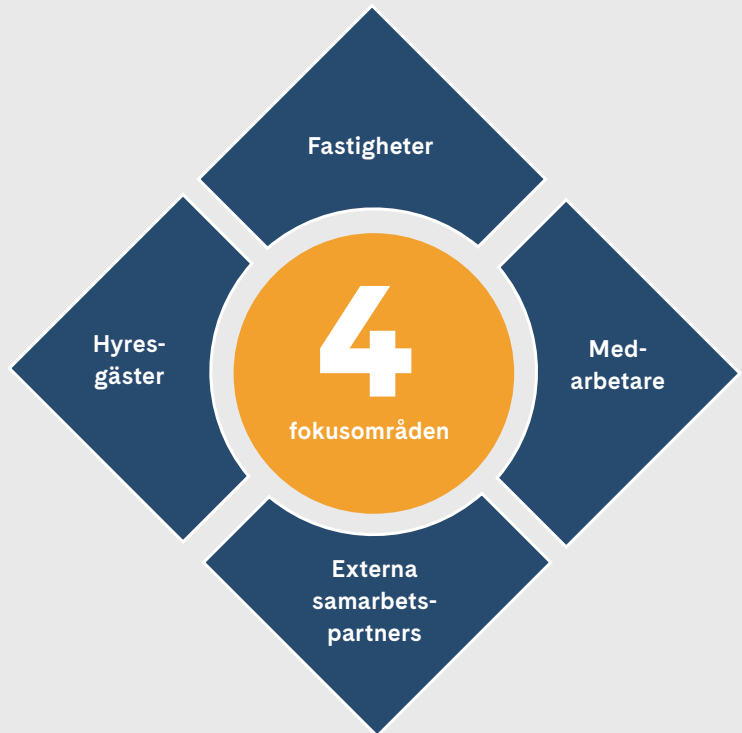 Fastigheter
Hyres-
gäster
4
fokusområden
Med-
arbetare
Externa
samarbets-
partners